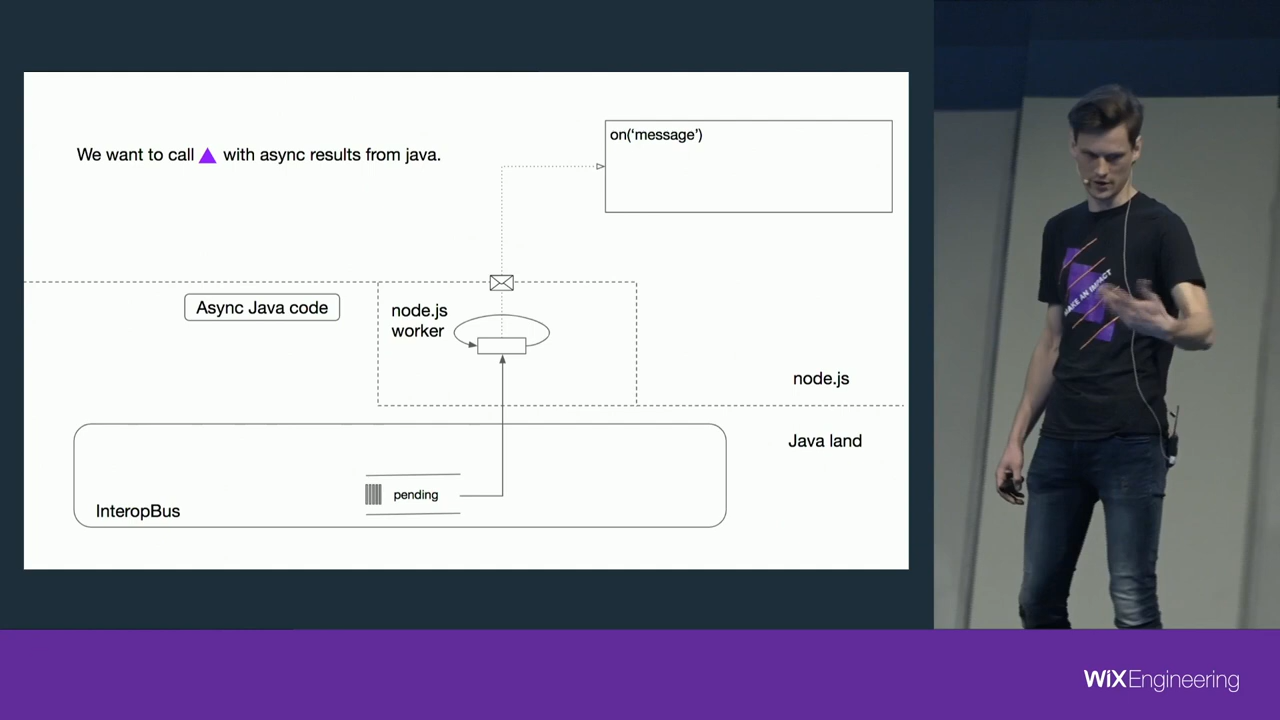 We want to call with async results from java.
on(‘message’)
Async Java code
node.js
worker
node.js
Java land
pending
InteropBus
MAKE AN IMPACT
WiX Engineering